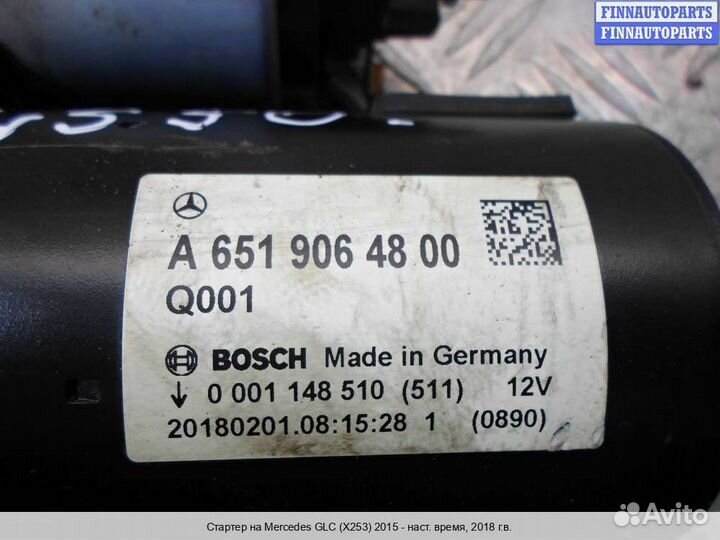 FINNAUTOPARTS
FINNAUTOPARTS
A 651 906 48 00
Q001
BOSCH Made in Germany
↓ 0 001 148 510 (511) 12V
20180201.08:15:28 1 (0890)
Стартер на Mercedes GLC (X253) 2015 - наст. время, 2018 г.в.
Avito